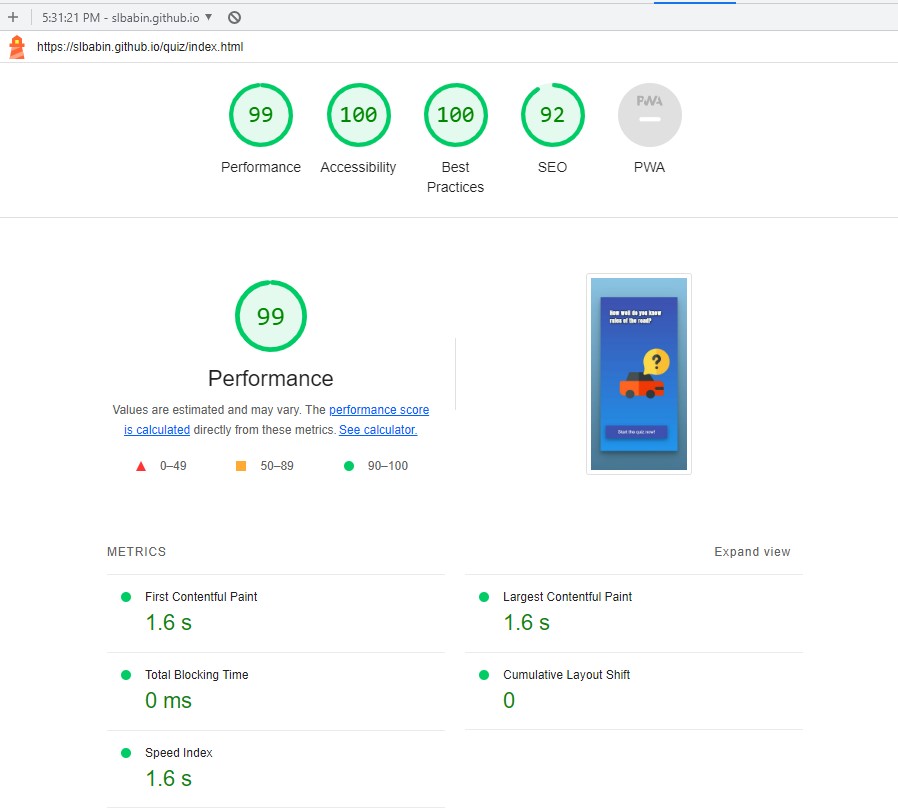 5:31:21 PM - slbabin.github.io
https://slbabin.github.io/quiz/index.html
99
100
100
92
PWA
Performance
Accessibility
Best
Practices
SEO
PWA
99
Performance
Values are estimated and may vary. The performance score
is calculated directly from these metrics. See calculator.
0–49
50–89
90–100
How well do you know
rules of the road?
?
Start the quiz now!
METRICS
Expand view
First Contentful Paint
1.6 s
Largest Contentful Paint
1.6 s
Total Blocking Time
0 ms
Cumulative Layout Shift
0
Speed Index
1.6 s